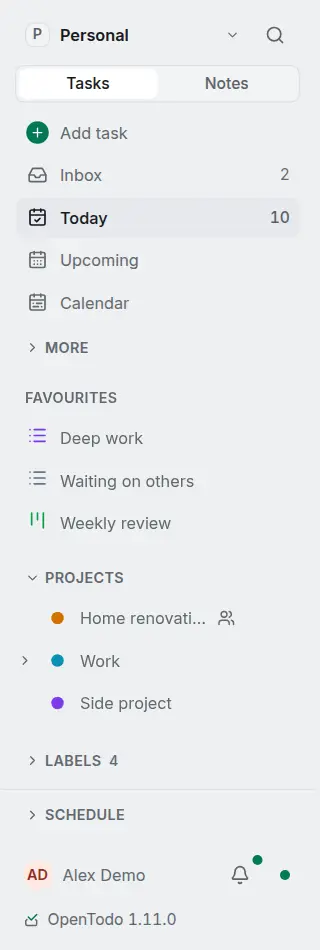 P Personal
Tasks Notes
Add task
Inbox 2
Today 10
Upcoming
Calendar
MORE
FAVOURITES
Deep work
Waiting on others
Weekly review
PROJECTS
Home renovati...
Work
Side project
LABELS 4
SCHEDULE
AD Alex Demo
OpenTodo 1.11.0